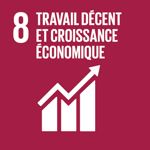 8 TRAVAIL DÉCENT
ET CROISSANCE
ÉCONOMIQUE